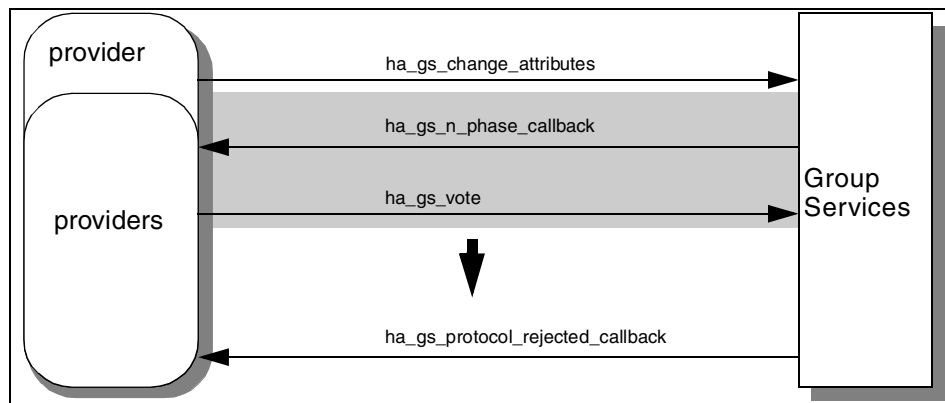 provider
ha_gs_change_attributes
ha_gs_n_phase_callback
providers
ha_gs_vote
Group
Services
ha_gs_protocol_rejected_callback